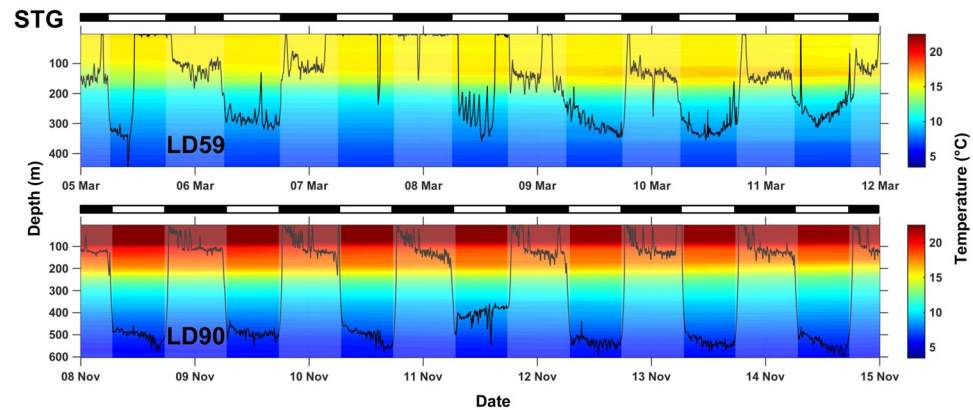 STG
100
200
300
400
LD59
05 Mar 06 Mar 07 Mar 08 Mar 09 Mar 10 Mar 11 Mar 12 Mar
20
15
10
5
Depth (m)
Temperature (°C)
100
200
300
400
500
600
LD90
08 Nov 09 Nov 10 Nov 11 Nov 12 Nov 13 Nov 14 Nov 15 Nov
20
15
10
5
Date